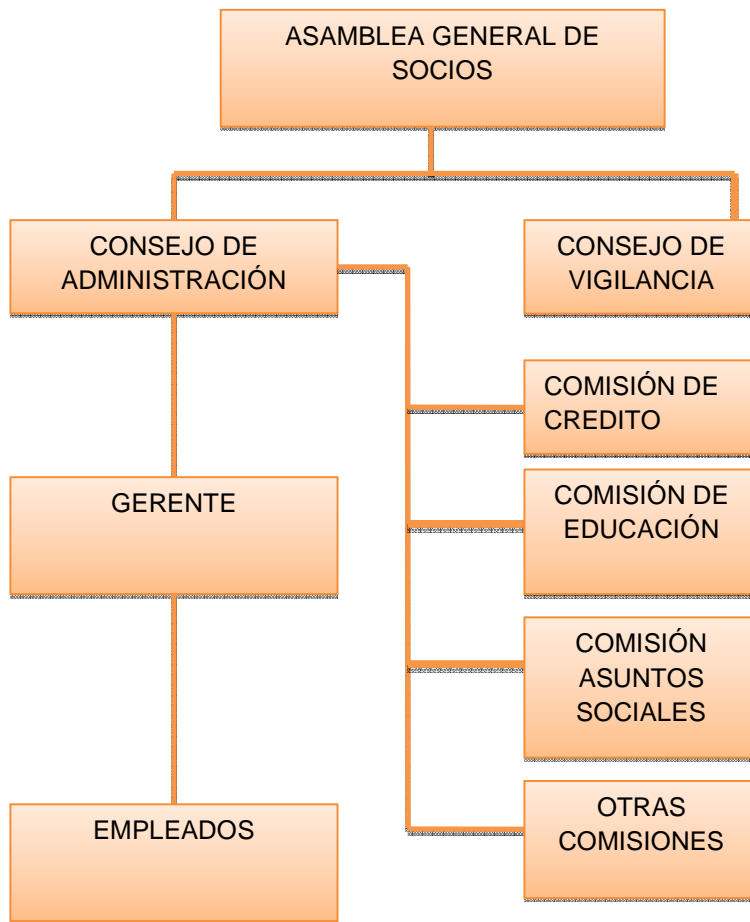 ASAMBLEA GENERAL DE
SOCIOS
CONSEJO DE
ADMINISTRACIÓN
CONSEJO DE
VIGILANCIA
COMISIÓN DE
CREDITO
GERENTE
COMISIÓN DE
EDUCACIÓN
COMISIÓN
ASUNTOS
SOCIALES
EMPLEADOS
OTRAS
COMISIONES